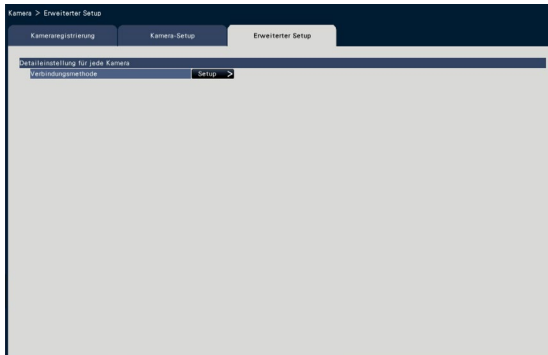 Kamera > Erweiterter Setup
Kameraregistrierung Kamera-Setup Erweiterter Setup
Detaileinstellung für jede Kamera
Verbindungsmethode Setup >